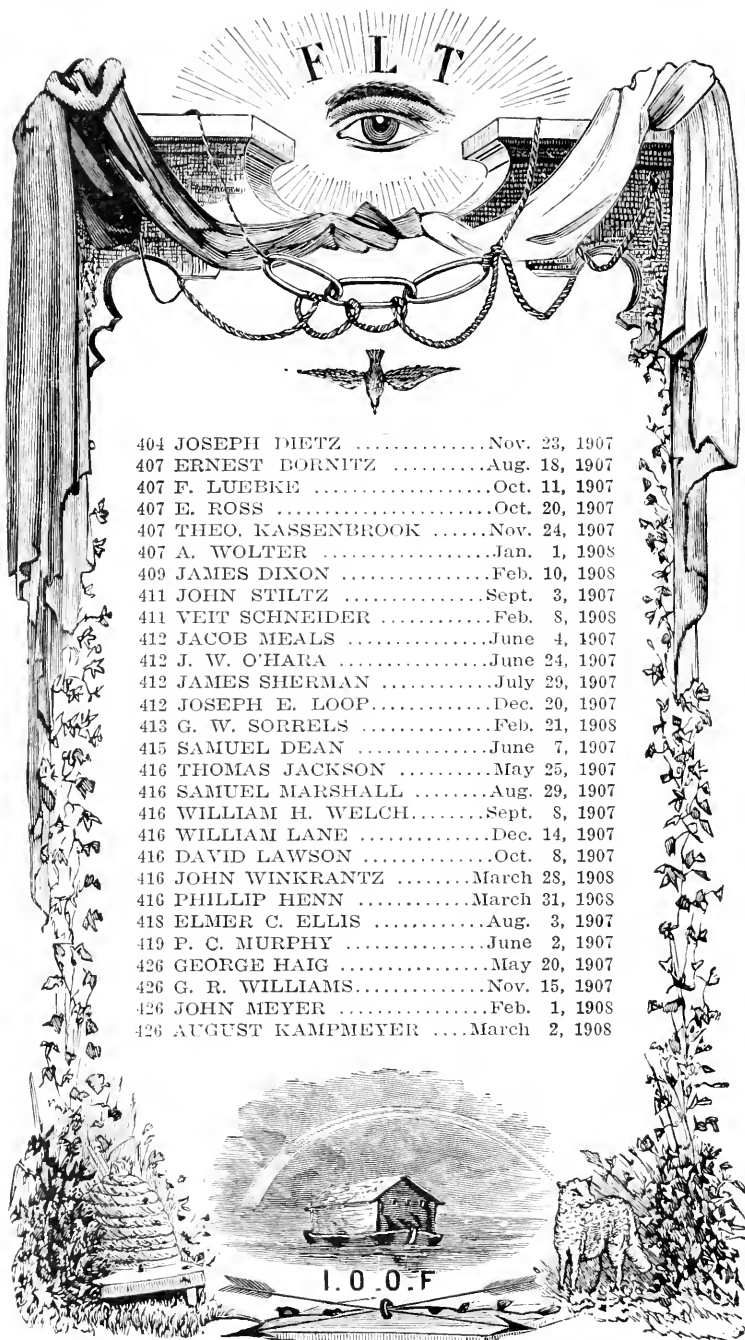 F L T
404 JOSEPH DIETZ ..............Nov. 23, 1907
407 ERNEST BORNITZ ..........Aug. 18, 1907
407 F. LUEBKE ..................Oct. 11, 1907
407 E. ROSS .....................Oct. 20, 1907
407 THEO. KASSENBROOK ......Nov. 24, 1907
407 A. WOLTER .................Jan. 1, 1908
409 JAMES DIXON ...............Feb. 10, 1908
411 JOHN STILTZ ...............Sept. 3, 1907
411 VEIT SCHNEIDER ............Feb. 8, 1908
412 JACOB MEALS ...............June 4, 1907
412 J. W. O'HARA ...............June 24, 1907
412 JAMES SHERMAN ...........July 29, 1907
412 JOSEPH E. LOOP............Dec. 20, 1907
413 G. W. SORRELS .............Feb. 21, 1908
415 SAMUEL DEAN .............June 7, 1907
416 THOMAS JACKSON .........May 25, 1907
416 SAMUEL MARSHALL ........Aug. 29, 1907
416 WILLIAM H. WELCH.......Sept. 8, 1907
416 WILLIAM LANE .............Dec. 14, 1907
416 DAVID LAWSON .............Oct. 8, 1907
416 JOHN WINKRANTZ .......March 28, 1908
416 PHILLIP HENN ...........March 31, 1908
418 ELMER C. ELLIS ...........Aug. 3, 1907
419 P. C. MURPHY .............June 2, 1907
426 GEORGE HAIG ...............May 20, 1907
426 G. R. WILLIAMS............Nov. 15, 1907
426 JOHN MEYER ...............Feb. 1, 1908
426 AUGUST KAMPMEYER ....March 2, 1908
I.O.O.F